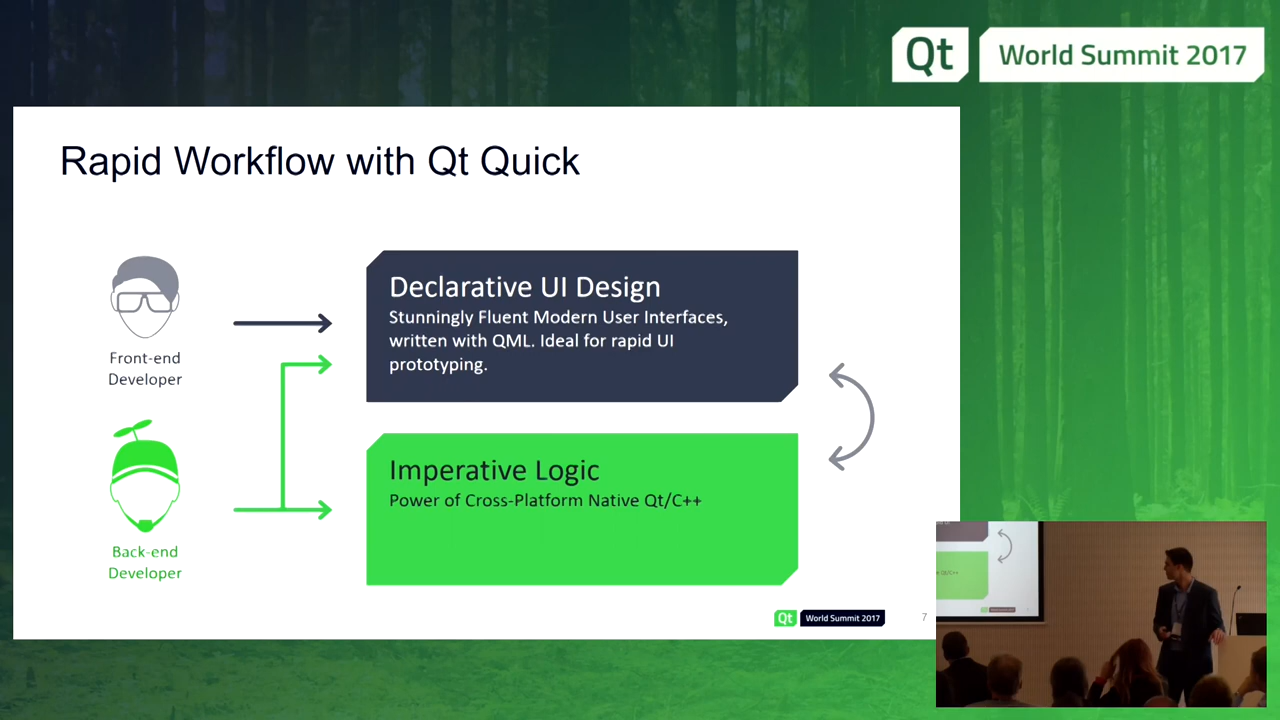 Qt World Summit 2017
Rapid Workflow with Qt Quick
Front-end
Developer
Declarative UI Design
Stunningly Fluent Modern User Interfaces,
written with QML. Ideal for rapid UI
prototyping.
Back-end
Developer
Imperative Logic
Power of Cross-Platform Native Qt/C++
Qt World Summit 2017
7
Qt/C++